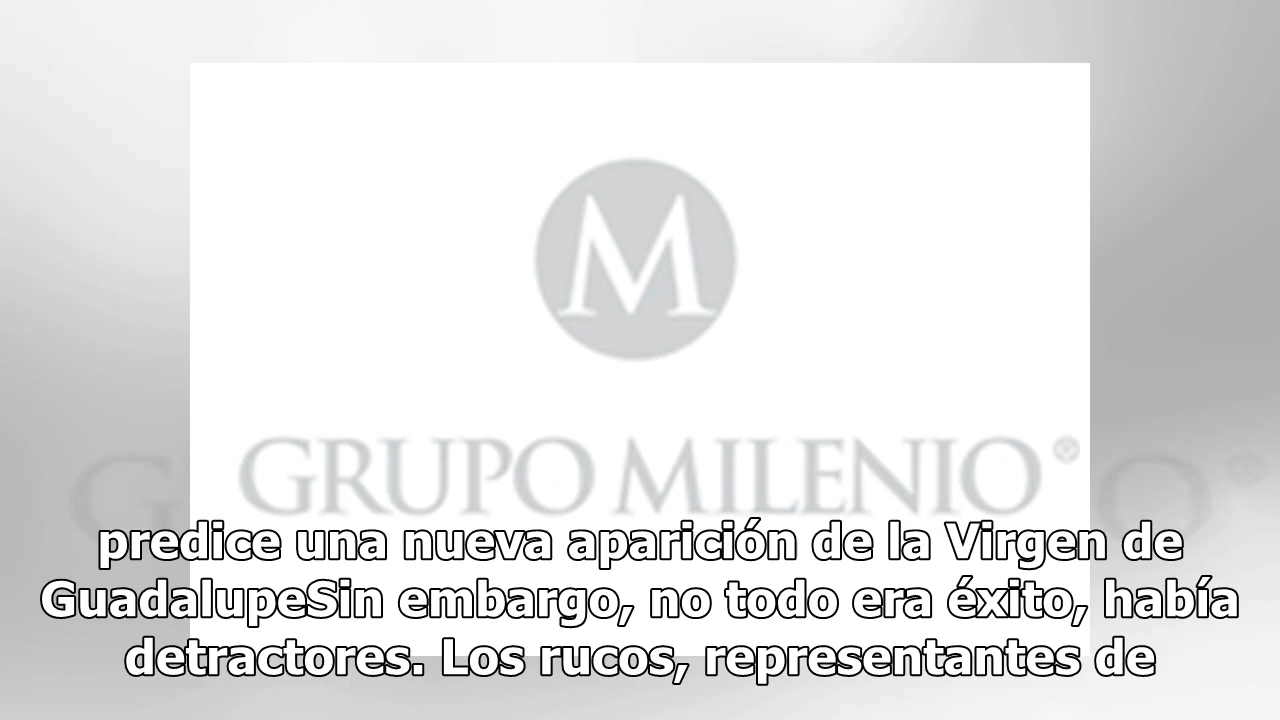 M
GRUPO MILENIO®
G O®
predice una nueva aparición de la Virgen de
GuadalupeSin embargo, no todo era éxito, había
detractores. Los rucos, representantes de